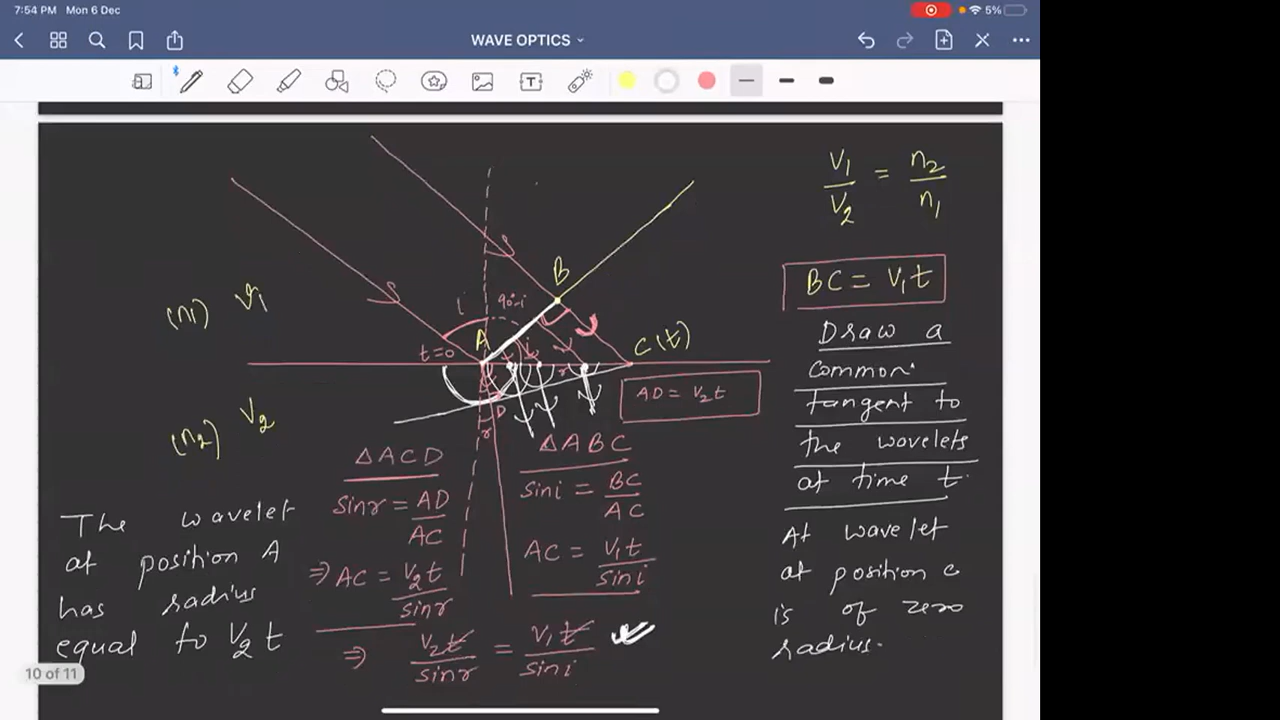 7:54 PM Mon 6 Dec
5%
WAVE OPTICS
T
V1/V2 = n2/n1
BC = V1t
Draw a
common
tangent to
the wavelets
at time t.
At wavelet
at position c
is of zero
radius.
(n1) V1
(n2) V2
i
90°-i
B
A
t=0
i
r
C(t)
D
r
AD = V2t
ΔACD
sinr = AD/AC
⇒ AC = V2t/sinr
ΔABC
sini = BC/AC
AC = V1t/sini
⇒ V2t/sinr = V1t/sini
The wavelet
at position A
has radius
equal to V2t
10 of 11